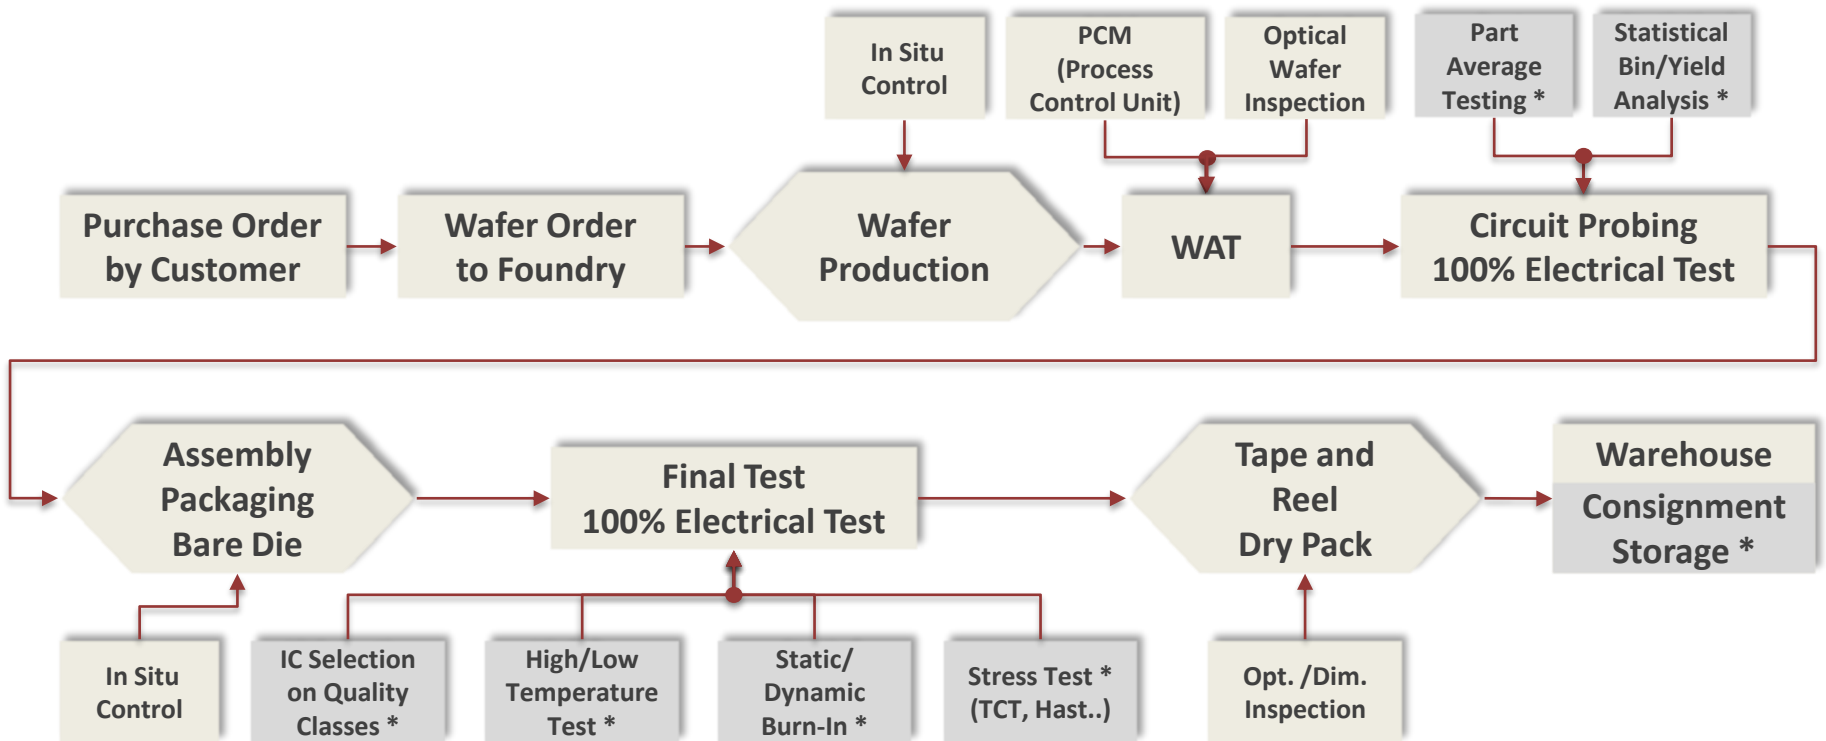 In Situ
Control
PCM
(Process
Control Unit)
Optical
Wafer
Inspection
Part
Average
Testing *
Statistical
Bin/Yield
Analysis *
Purchase Order
by Customer
Wafer Order
to Foundry
Wafer
Production
WAT
Circuit Probing
100% Electrical Test
Assembly
Packaging
Bare Die
Final Test
100% Electrical Test
Tape and
Reel
Dry Pack
Warehouse
Consignment
Storage *
In Situ
Control
IC Selection
on Quality
Classes *
High/Low
Temperature
Test *
Static/
Dynamic
Burn-In *
Stress Test *
(TCT, Hast..)
Opt. /Dim.
Inspection